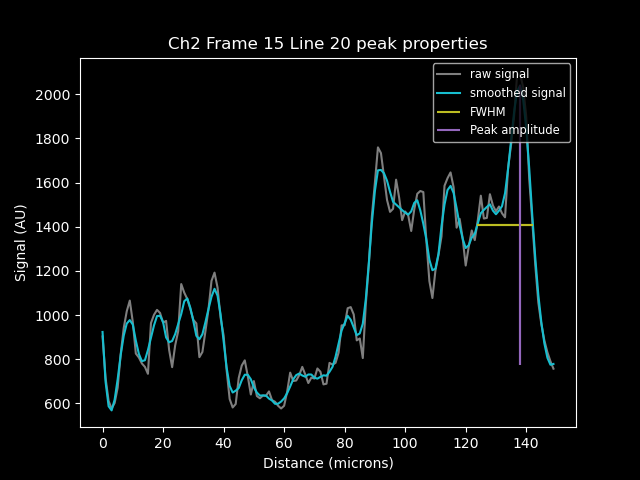 Ch2 Frame 15 Line 20 peak properties
raw signal
smoothed signal
FWHM
Peak amplitude
Signal (AU)
2000
1800
1600
1400
1200
1000
800
600
0 20 40 60 80 100 120 140
Distance (microns)